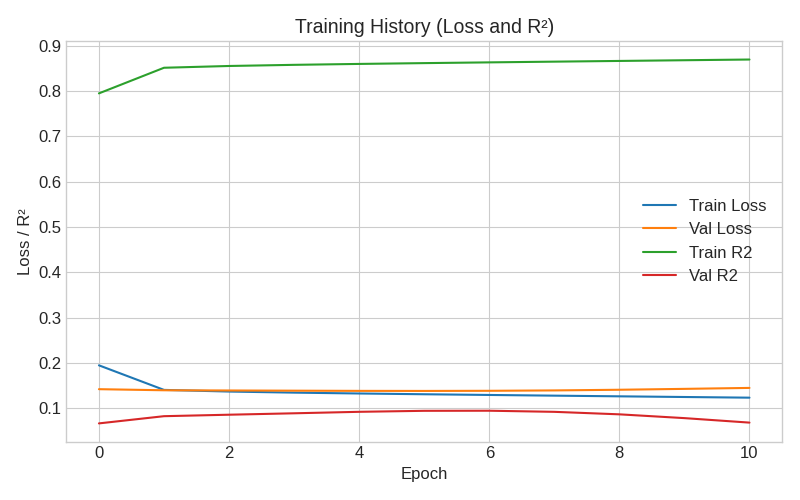 Training History (Loss and R²)
Loss / R²
0.9
0.8
0.7
0.6
0.5
0.4
0.3
0.2
0.1
Train Loss
Val Loss
Train R2
Val R2
0 2 4 6 8 10
Epoch